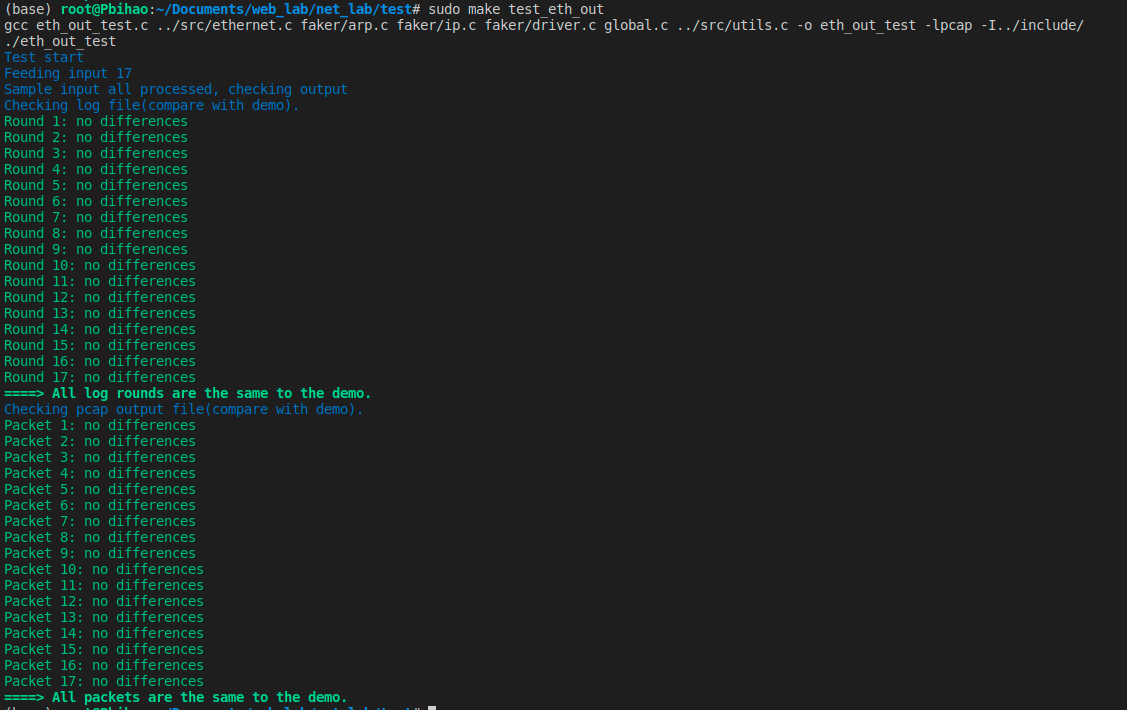 (base) root@Pbihao:~/Documents/web_lab/net_lab/test# sudo make test_eth_out
gcc eth_out_test.c ../src/ethernet.c faker/arp.c faker/ip.c faker/driver.c global.c ../src/utils.c -o eth_out_test -lpcap -I../include/
./eth_out_test
Test start
Feeding input 17
Sample input all processed, checking output
Checking log file(compare with demo).
Round 1: no differences
Round 2: no differences
Round 3: no differences
Round 4: no differences
Round 5: no differences
Round 6: no differences
Round 7: no differences
Round 8: no differences
Round 9: no differences
Round 10: no differences
Round 11: no differences
Round 12: no differences
Round 13: no differences
Round 14: no differences
Round 15: no differences
Round 16: no differences
Round 17: no differences
====> All log rounds are the same to the demo.
Checking pcap output file(compare with demo).
Packet 1: no differences
Packet 2: no differences
Packet 3: no differences
Packet 4: no differences
Packet 5: no differences
Packet 6: no differences
Packet 7: no differences
Packet 8: no differences
Packet 9: no differences
Packet 10: no differences
Packet 11: no differences
Packet 12: no differences
Packet 13: no differences
Packet 14: no differences
Packet 15: no differences
Packet 16: no differences
Packet 17: no differences
====> All packets are the same to the demo.